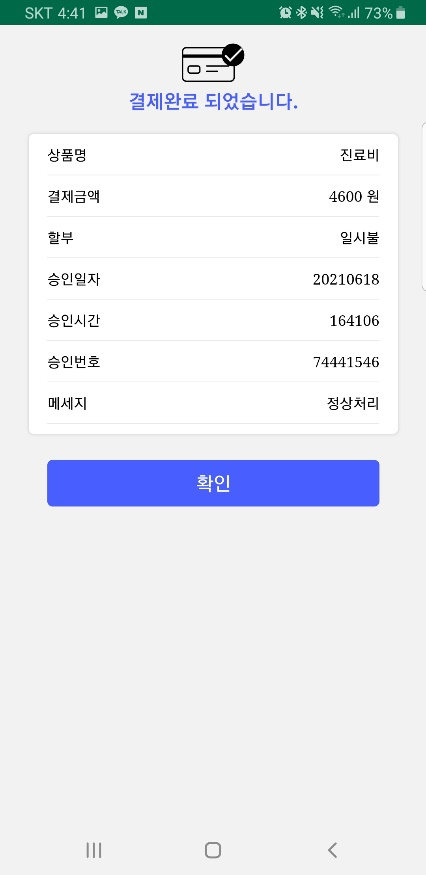 SKT 4:41 TALK N 73%
결제완료 되었습니다.
상품명 진료비
결제금액 4600 원
할부 일시불
승인일자 20210618
승인시간 164106
승인번호 74441546
메세지 정상처리
확인